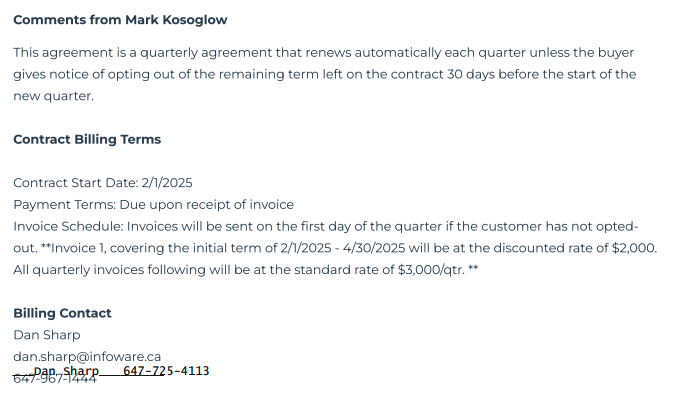 Comments from Mark Kosoglow
This agreement is a quarterly agreement that renews automatically each quarter unless the buyer
gives notice of opting out of the remaining term left on the contract 30 days before the start of the
new quarter.
Contract Billing Terms
Contract Start Date: 2/1/2025
Payment Terms: Due upon receipt of invoice
Invoice Schedule: Invoices will be sent on the first day of the quarter if the customer has not opted-
out. **Invoice 1, covering the initial term of 2/1/2025 - 4/30/2025 will be at the discounted rate of $2,000.
All quarterly invoices following will be at the standard rate of $3,000/qtr. **
Billing Contact
Dan Sharp
dan.sharp@infoware.ca
Dan Sharp 647-725-4113
647-967-1444